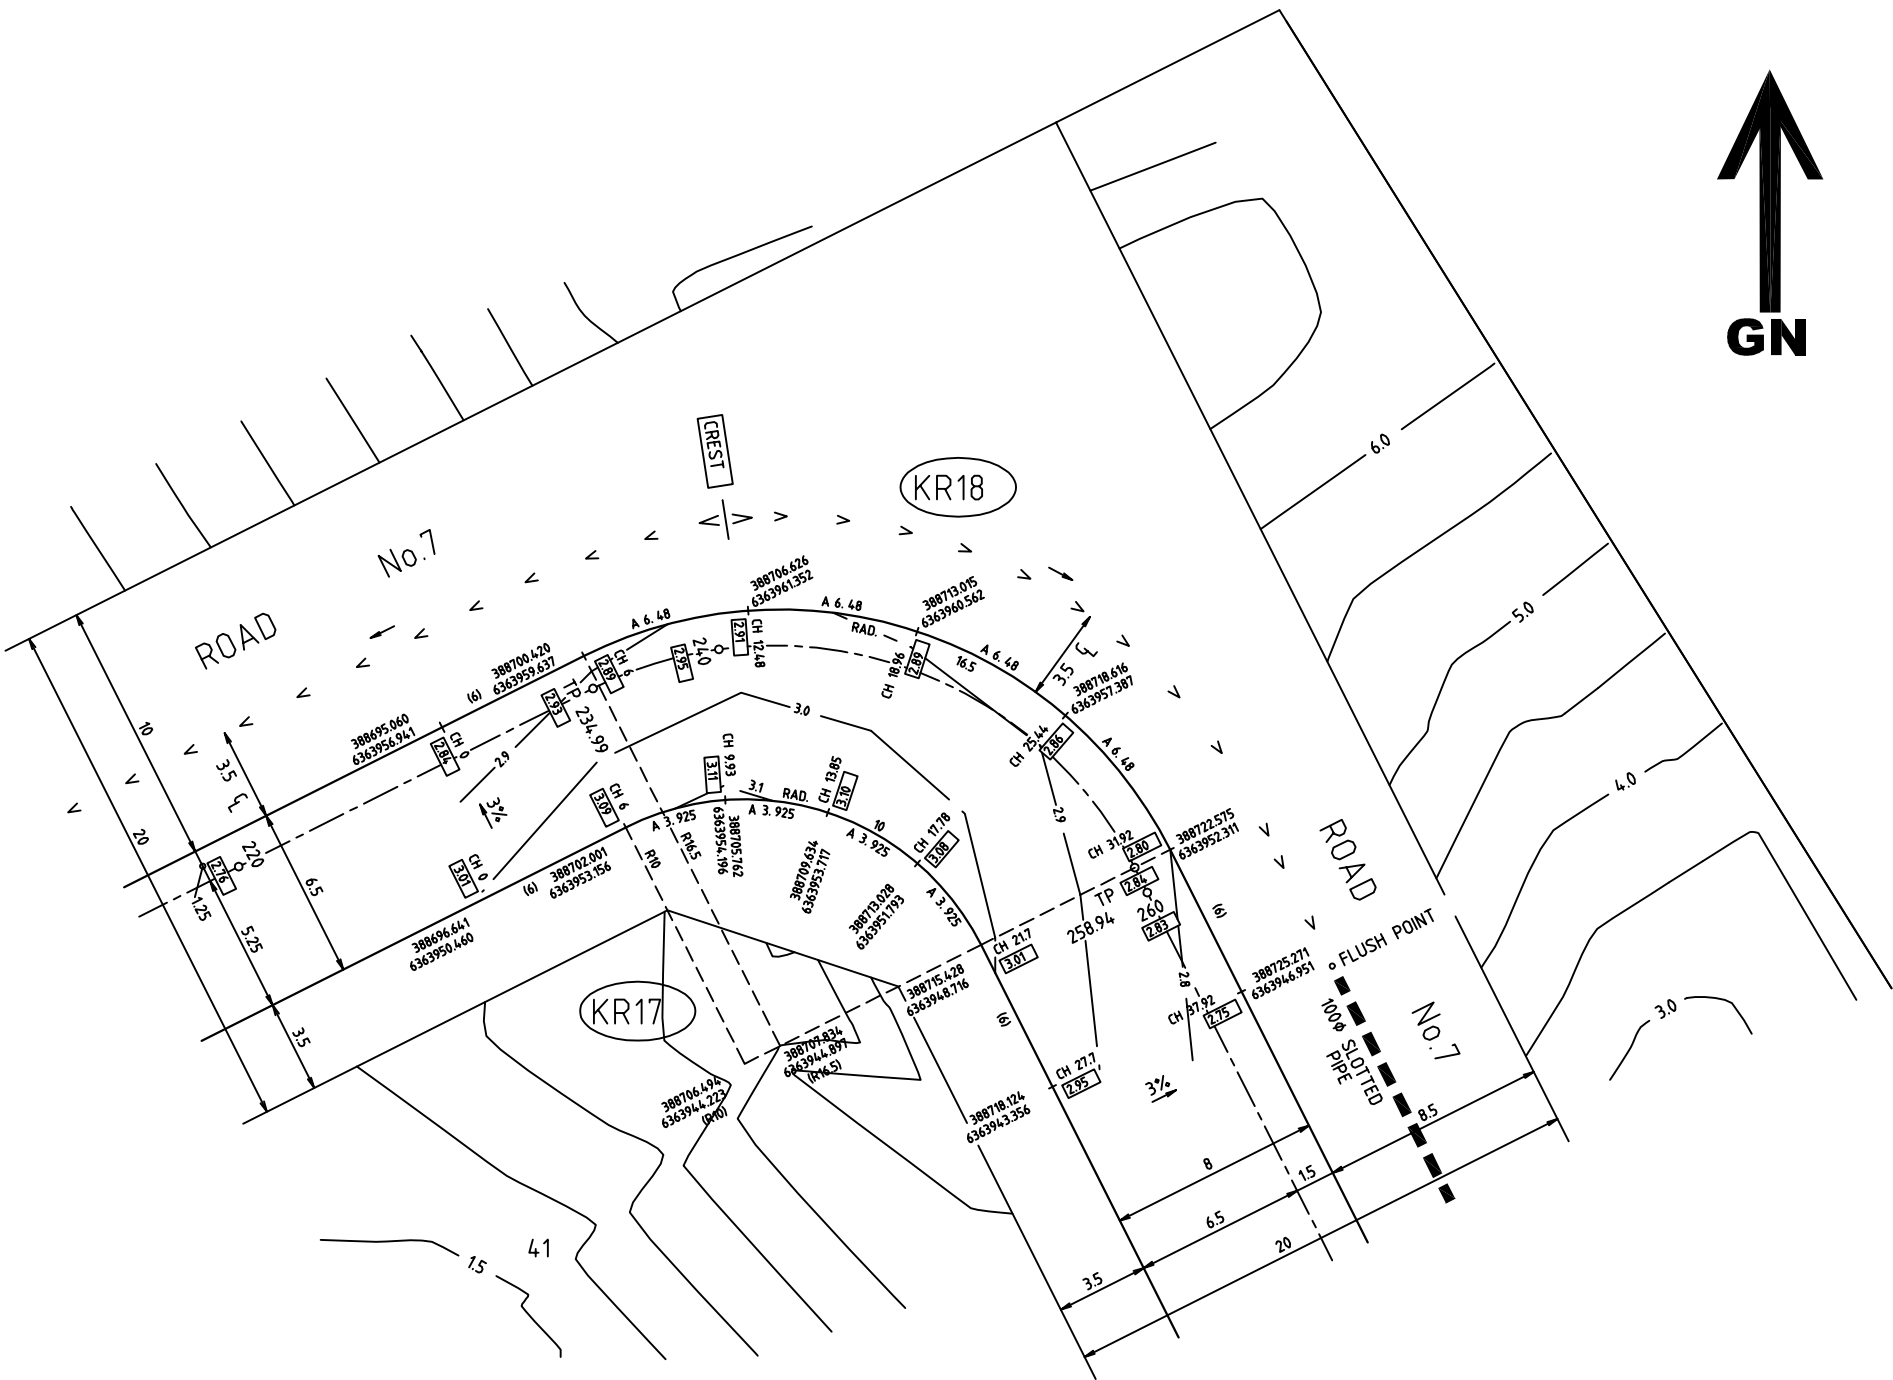 GN
CREST
KR18
No.7
ROAD
6.0
5.0
4.0
3.0
388706.626
6363961.352
388713.015
6363960.562
388700.420
6363959.637
388718.616
6363957.387
388695.060
6363956.941
388722.575
6363952.311
388725.271
6363946.951
(6)
A 6.48
A 6.48
A 6.48
A 6.48
RAD.
16.5
3.5 ℄
CH 0
2.84
CH 6
2.89
TP
234.99
2.93
2.95
240
2.91
CH 12.48
CH 18.96
2.89
CH 25.44
2.86
CH 31.92
2.80
2.84
TP
258.94
260
2.83
CH 37.92
2.75
(6)
2.8
2.9
2.9
3.0
3.1
3%
3.5 ℄
220
2.76
1.25
10
20
6.5
5.25
3.5
CH 0
3.01
CH 6
3.09
CH 9.93
3.11
CH 13.85
3.10
CH 17.78
3.08
CH 21.7
3.01
CH 27.7
2.95
A 3.925
A 3.925
A 3.925
A 3.925
RAD.
10
R10
R16.5
(6)
(6)
388696.641
6363950.460
388702.001
6363953.156
388705.762
6363954.196
388709.634
6363953.717
388713.028
6363951.793
388715.428
6363948.716
388718.124
6363943.356
388707.834
6363944.897
(R16.5)
388706.494
6363944.223
(R10)
KR17
41
1.5
3%
ROAD
No.7
FLUSH POINT
100ø SLOTTED
PIPE
8
8.5
1.5
6.5
3.5
20